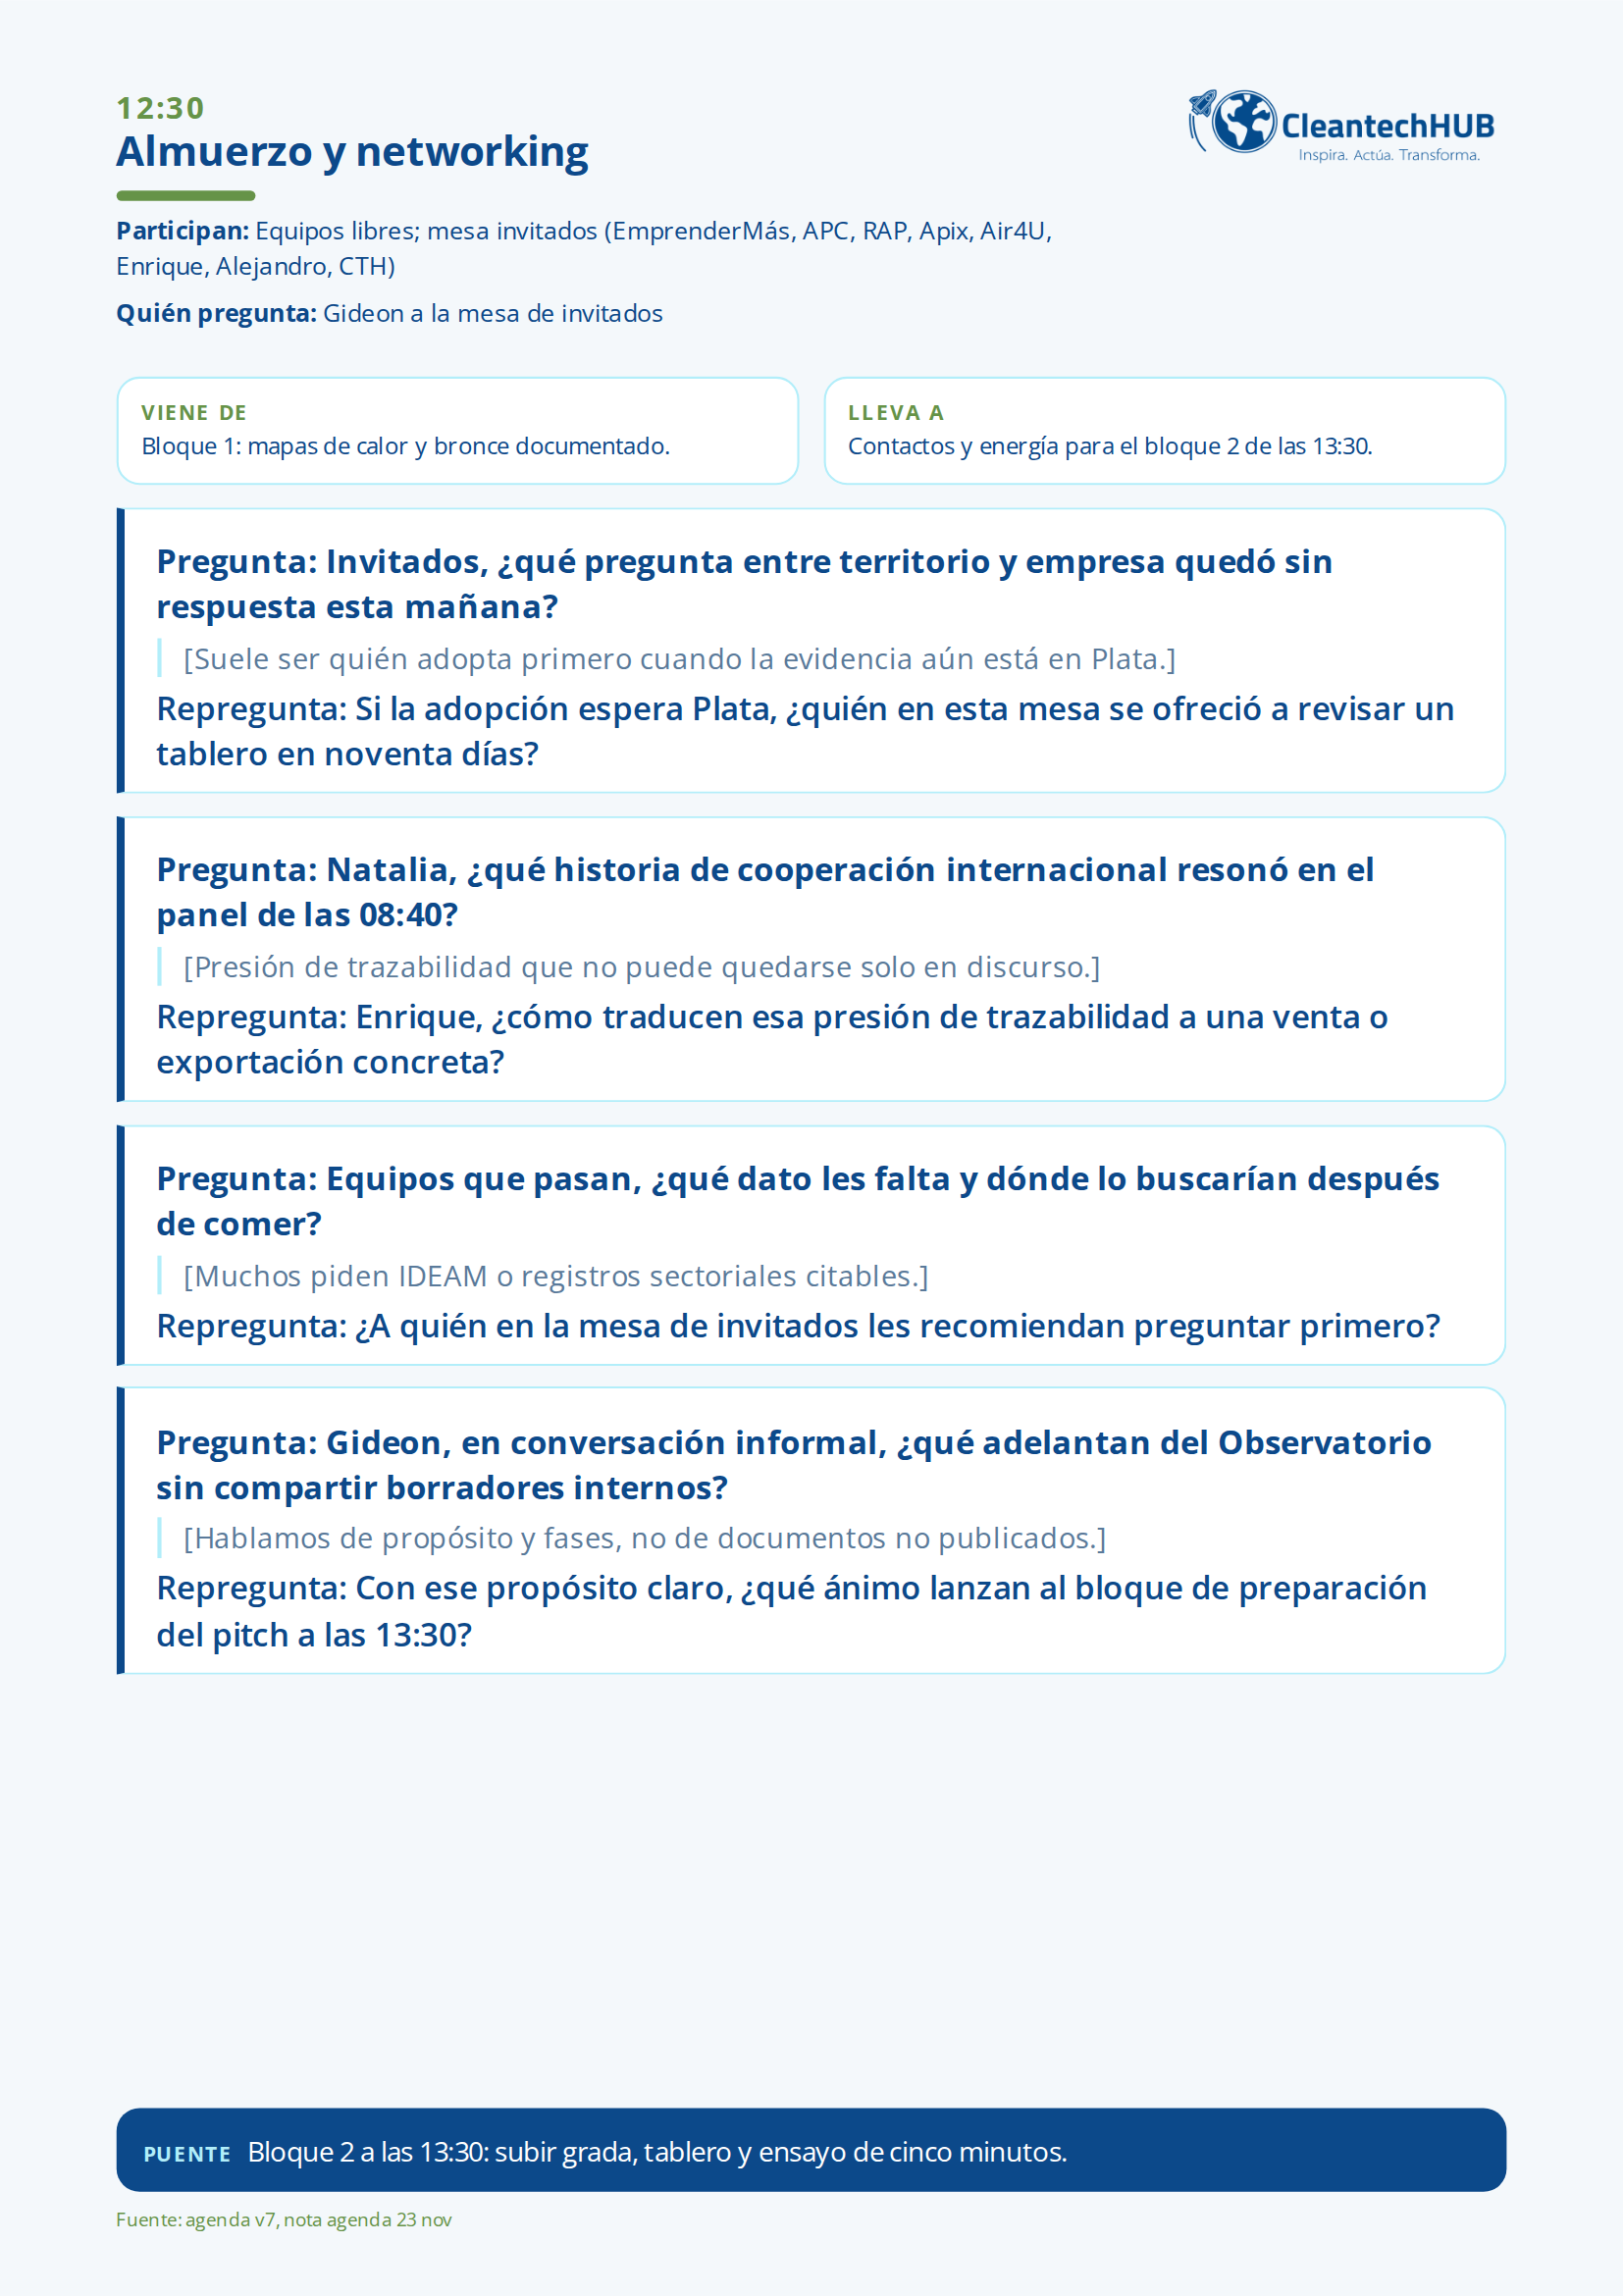 12:30
Almuerzo y networking
CleantechHUB
Inspira. Actúa. Transforma.
Participan: Equipos libres; mesa invitados (EmprenderMás, APC, RAP, Apix, Air4U,
Enrique, Alejandro, CTH)
Quién pregunta: Gideon a la mesa de invitados
VIENE DE
Bloque 1: mapas de calor y bronce documentado.
LLEVA A
Contactos y energía para el bloque 2 de las 13:30.
Pregunta: Invitados, ¿qué pregunta entre territorio y empresa quedó sin
respuesta esta mañana?
[Suele ser quién adopta primero cuando la evidencia aún está en Plata.]
Repregunta: Si la adopción espera Plata, ¿quién en esta mesa se ofreció a revisar un
tablero en noventa días?
Pregunta: Natalia, ¿qué historia de cooperación internacional resonó en el
panel de las 08:40?
[Presión de trazabilidad que no puede quedarse solo en discurso.]
Repregunta: Enrique, ¿cómo traducen esa presión de trazabilidad a una venta o
exportación concreta?
Pregunta: Equipos que pasan, ¿qué dato les falta y dónde lo buscarían después
de comer?
[Muchos piden IDEAM o registros sectoriales citables.]
Repregunta: ¿A quién en la mesa de invitados les recomiendan preguntar primero?
Pregunta: Gideon, en conversación informal, ¿qué adelantan del Observatorio
sin compartir borradores internos?
[Hablamos de propósito y fases, no de documentos no publicados.]
Repregunta: Con ese propósito claro, ¿qué ánimo lanzan al bloque de preparación
del pitch a las 13:30?
PUENTE Bloque 2 a las 13:30: subir grada, tablero y ensayo de cinco minutos.
Fuente: agenda v7, nota agenda 23 nov